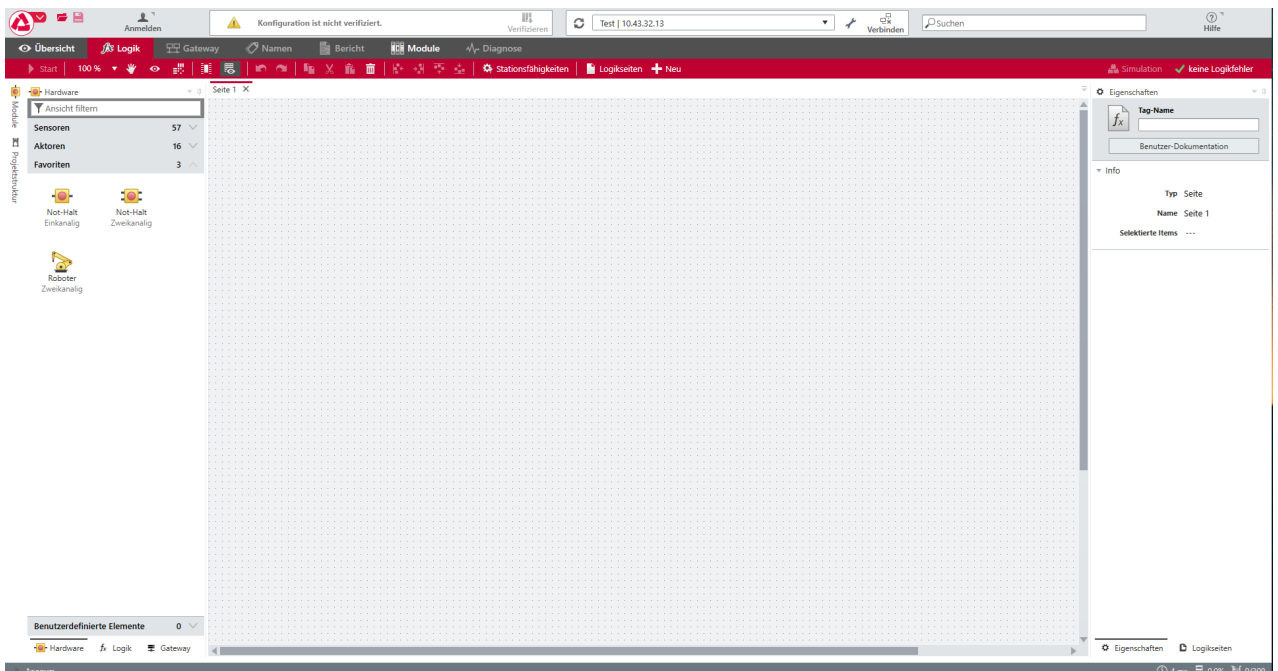 Anmelden
Konfiguration ist nicht verifiziert.
Verifizieren
Test | 10.43.32.13
Verbinden
Suchen
Hilfe
Übersicht
Logik
Gateway
Namen
Bericht
Module
Diagnose
Start
100 %
Stationsfähigkeiten
Logikseiten
Neu
Simulation
keine Logikfehler
Module
Projektstruktur
Hardware
Ansicht filtern
Sensoren 57
Aktoren 16
Favoriten 3
Not-Halt
Einkanalig
Not-Halt
Zweikanalig
Roboter
Zweikanalig
Benutzerdefinierte Elemente 0
Hardware
Logik
Gateway
Seite 1
Eigenschaften
Tag-Name
Benutzer-Dokumentation
Info
Typ Seite
Name Seite 1
Selektierte Items ---
Eigenschaften
Logikseiten